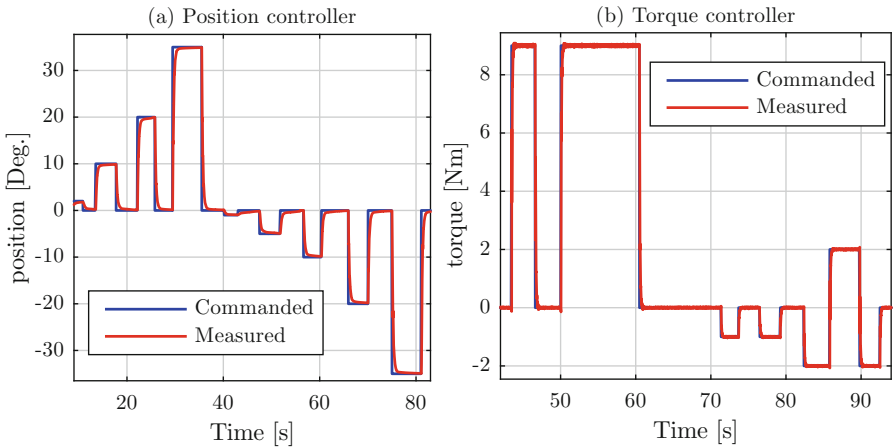 (a) Position controller
position [Deg.]
30
20
10
0
-10
-20
-30
Commanded
Measured
20
40
60
80
Time [s]
(b) Torque controller
torque [Nm]
8
6
4
2
0
-2
Commanded
Measured
50
60
70
80
90
Time [s]